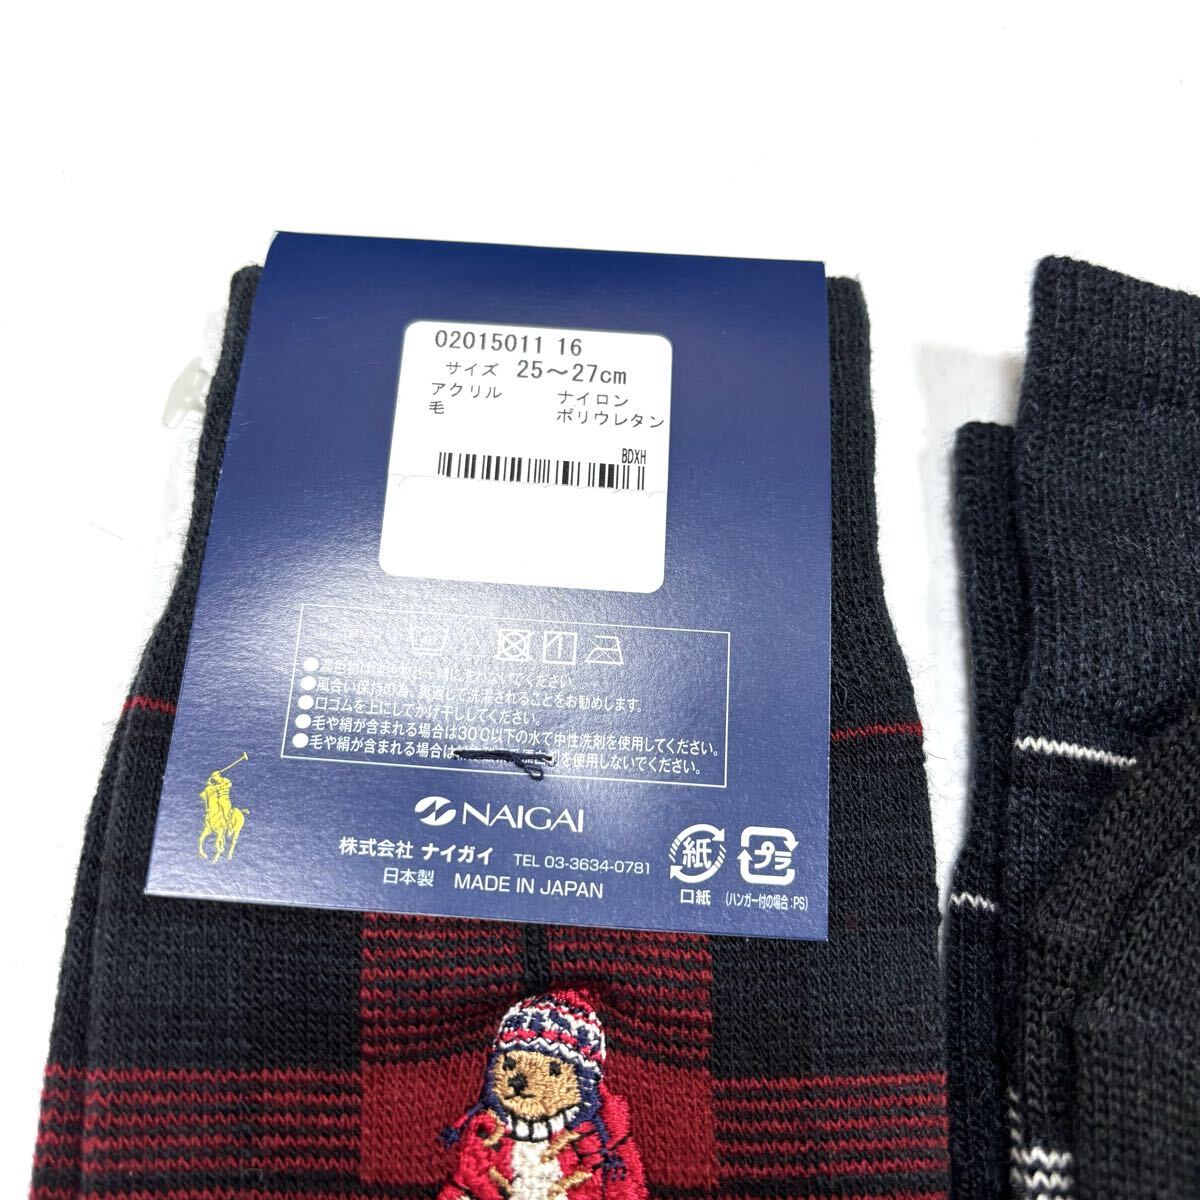 02015011 16
サイズ 25～27cm
アクリル ナイロン
毛 ポリウレタン
BDXH
●風合い保持の為、裏返して洗濯されることをお勧めします。
●口ゴムを上にしてかげ干ししてください。
●毛や絹が含まれる場合は30℃以下の水で中性洗剤を使用してください。
●毛や絹が含まれる場合は 剤を使用しないでください。
NAIGAI
株式会社 ナイガイ TEL 03-3634-0781
日本製 MADE IN JAPAN
紙 プラ
口紙 (ハンガー付の場合:PS)